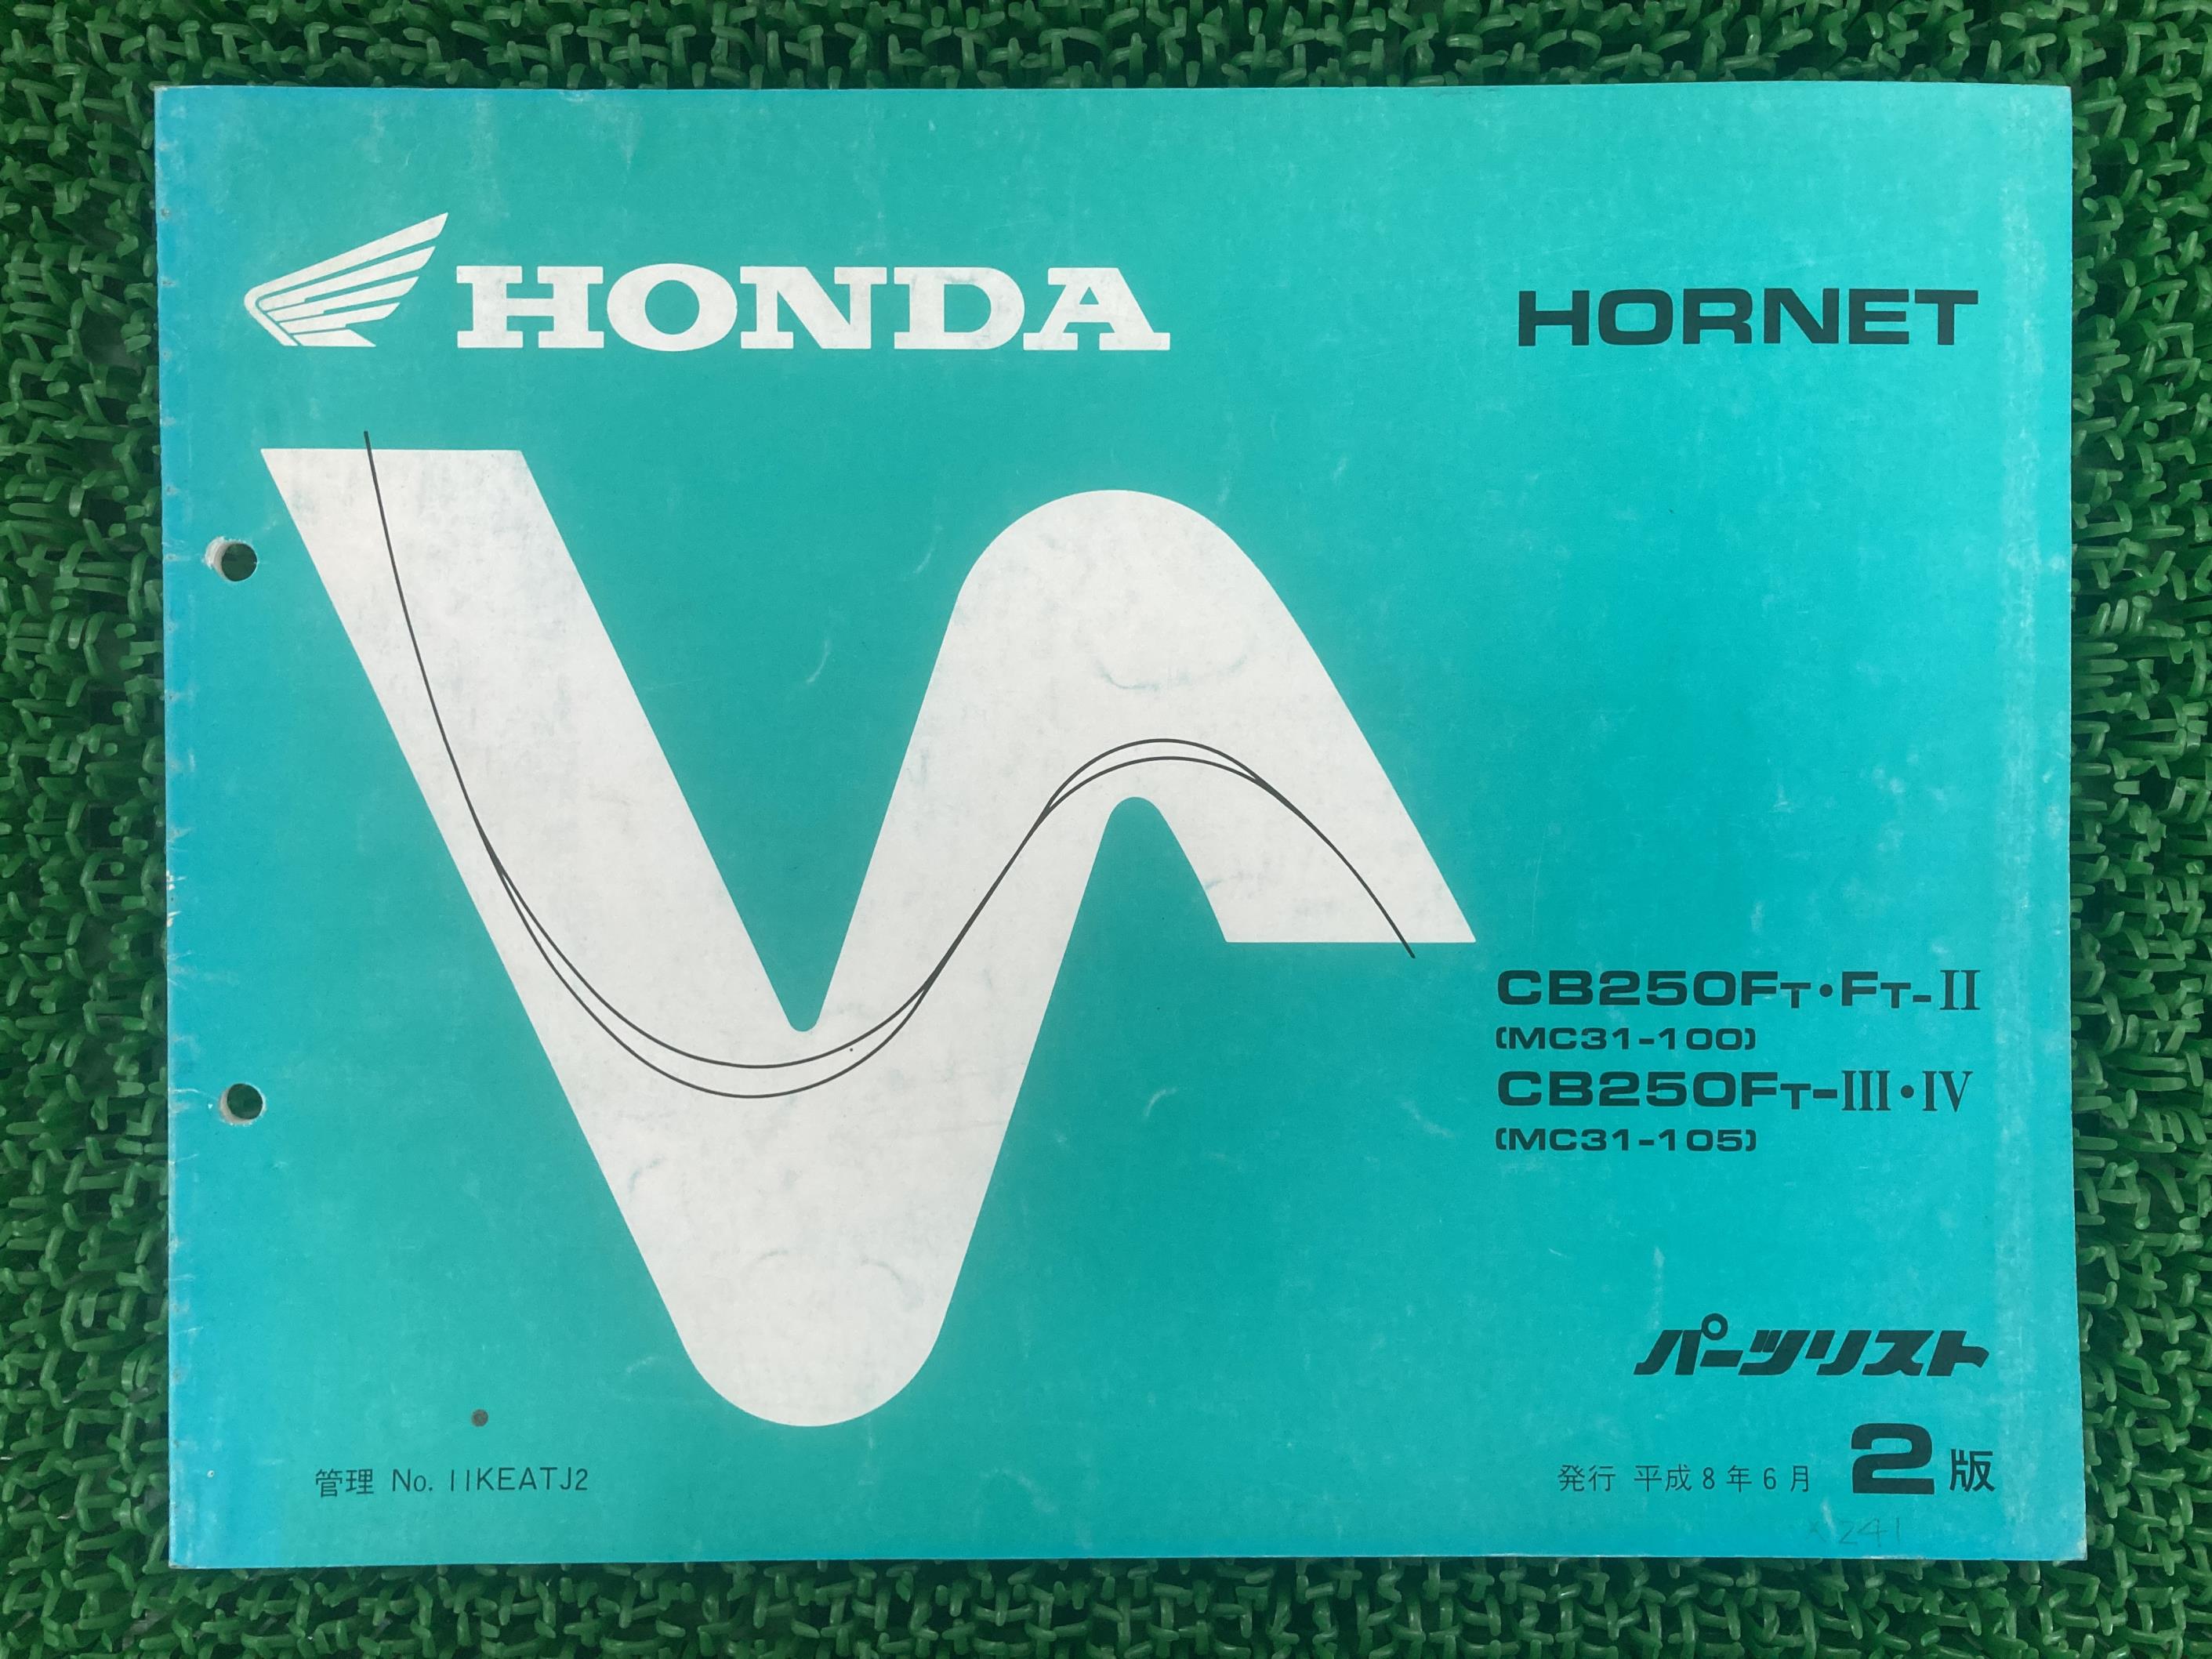 HONDA
HORNET
CB250FT・FT-II
(MC31-100)
CB250FT-III・IV
(MC31-105)
パーツリスト
管理 No. 11KEATJ2
発行 平成8年6月 2版
×241